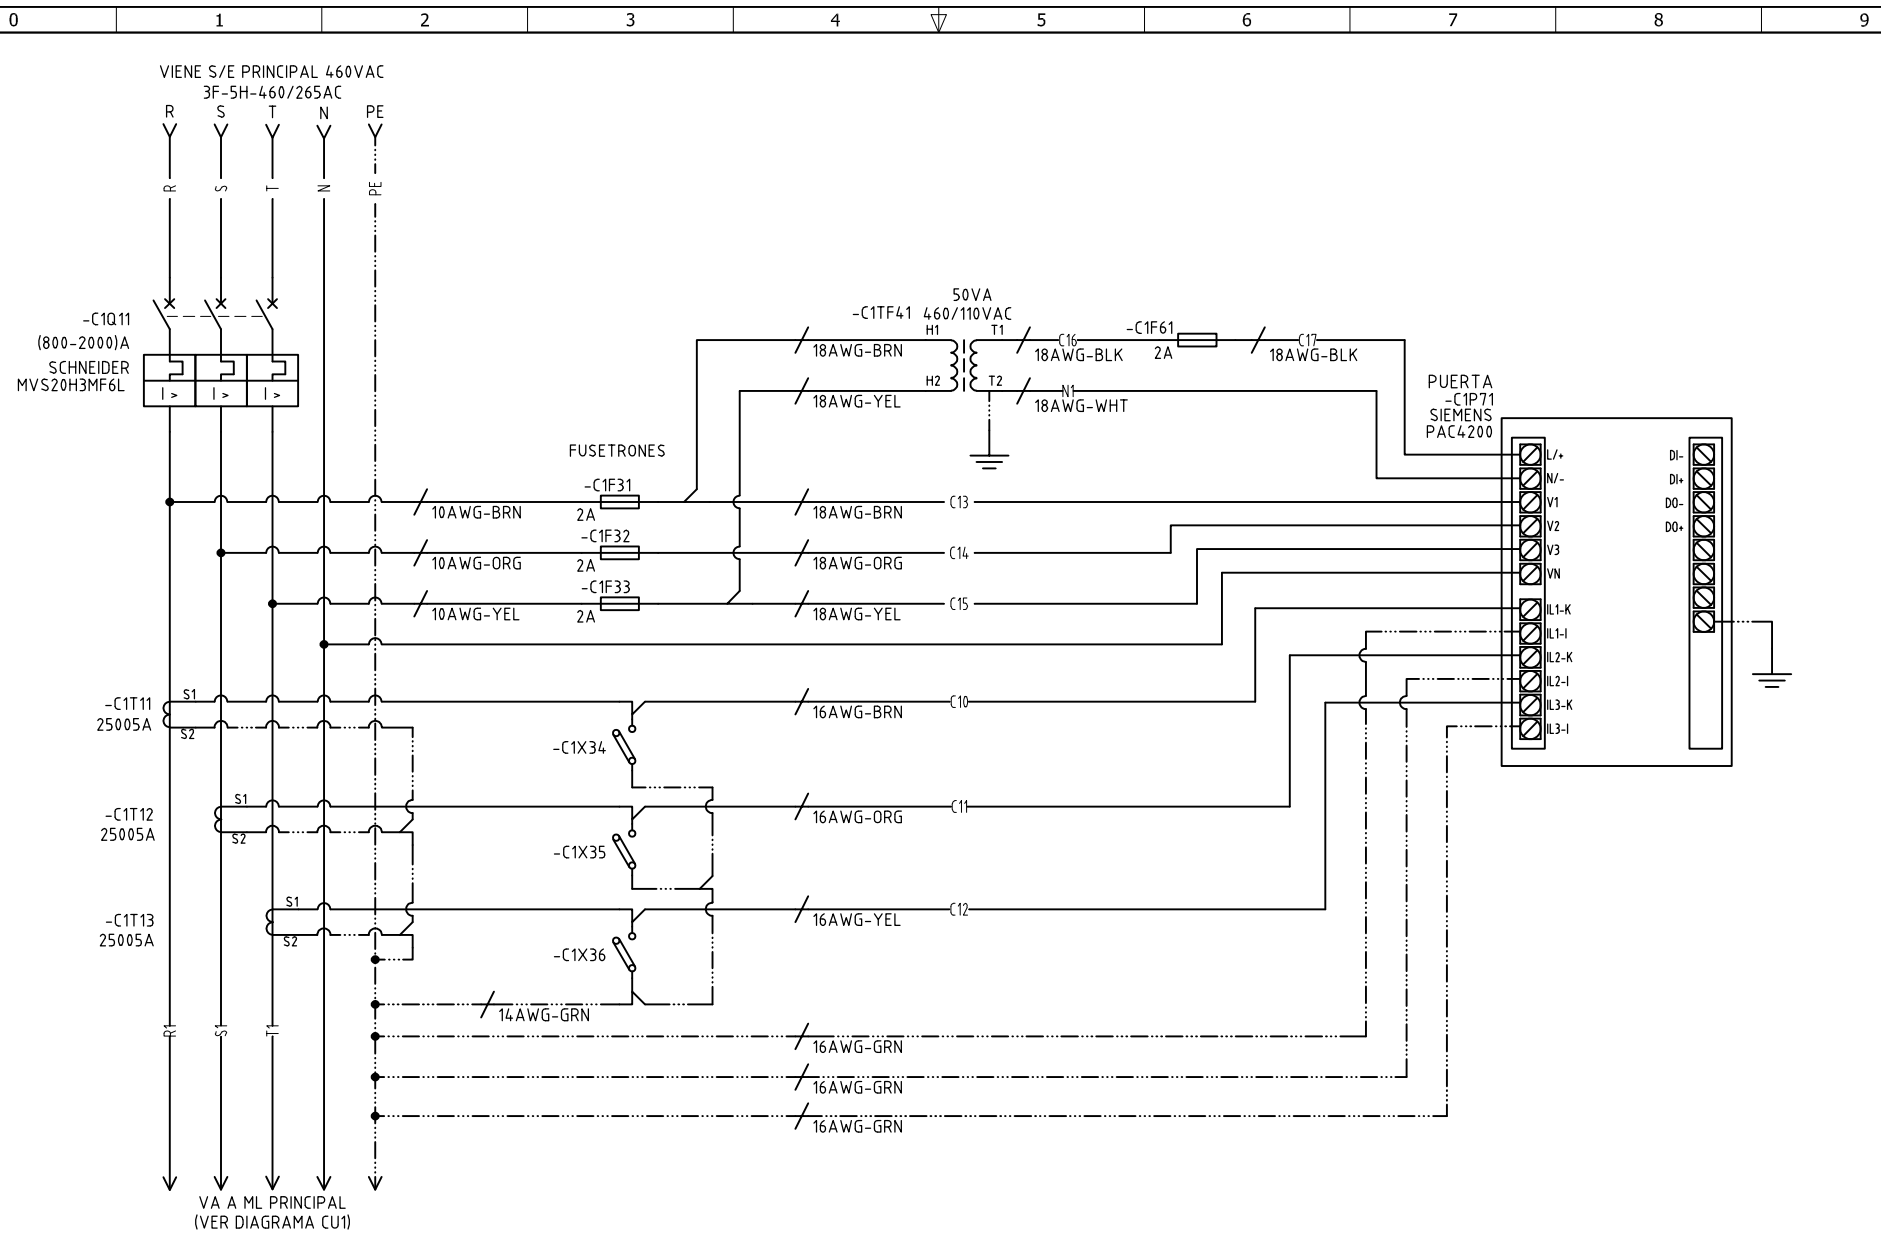 0 1 2 3 4 5 6 7 8 9
VIENE S/E PRINCIPAL 460VAC
3F-5H-460/265AC
R S T N PE
R S T N PE
-C1Q11
(800-2000)A
SCHNEIDER
MVS20H3MF6L
I > I > I >
50VA
-C1TF41 460/110VAC
H1 T1
18AWG-BRN
C16
18AWG-BLK
-C1F61
2A
C17
18AWG-BLK
H2 T2
18AWG-YEL
N1
18AWG-WHT
PUERTA
-C1P71
SIEMENS
PAC4200
FUSETRONES
-C1F31
10AWG-BRN
2A
18AWG-BRN
C13
-C1F32
10AWG-ORG
2A
18AWG-ORG
C14
-C1F33
10AWG-YEL
2A
18AWG-YEL
C15
L/+
N/-
V1
V2
V3
VN
IL1-K
IL1-I
IL2-K
IL2-I
IL3-K
IL3-I
DI-
DI+
DO-
DO+
-C1T11
25005A
S1
S2
-C1X34
16AWG-BRN
C10
-C1T12
25005A
S1
S2
-C1X35
16AWG-ORG
C11
-C1T13
25005A
S1
S2
-C1X36
16AWG-YEL
C12
14AWG-GRN
R1 S1 T1
16AWG-GRN
16AWG-GRN
16AWG-GRN
VA A ML PRINCIPAL
(VER DIAGRAMA CU1)